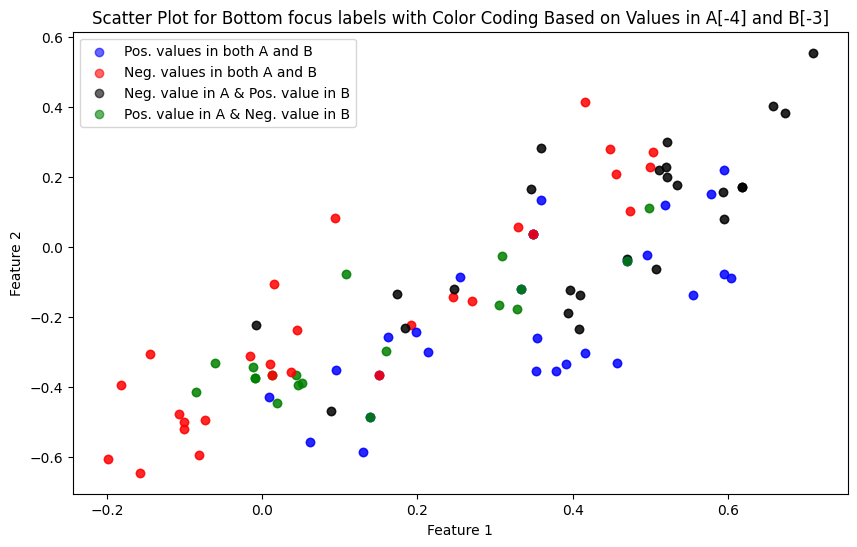 Scatter Plot for Bottom focus labels with Color Coding Based on Values in A[-4] and B[-3]
Pos. values in both A and B
Neg. values in both A and B
Neg. value in A & Pos. value in B
Pos. value in A & Neg. value in B
Feature 2
0.6
0.4
0.2
0.0
−0.2
−0.4
−0.6
−0.2
0.0
0.2
0.4
0.6
Feature 1